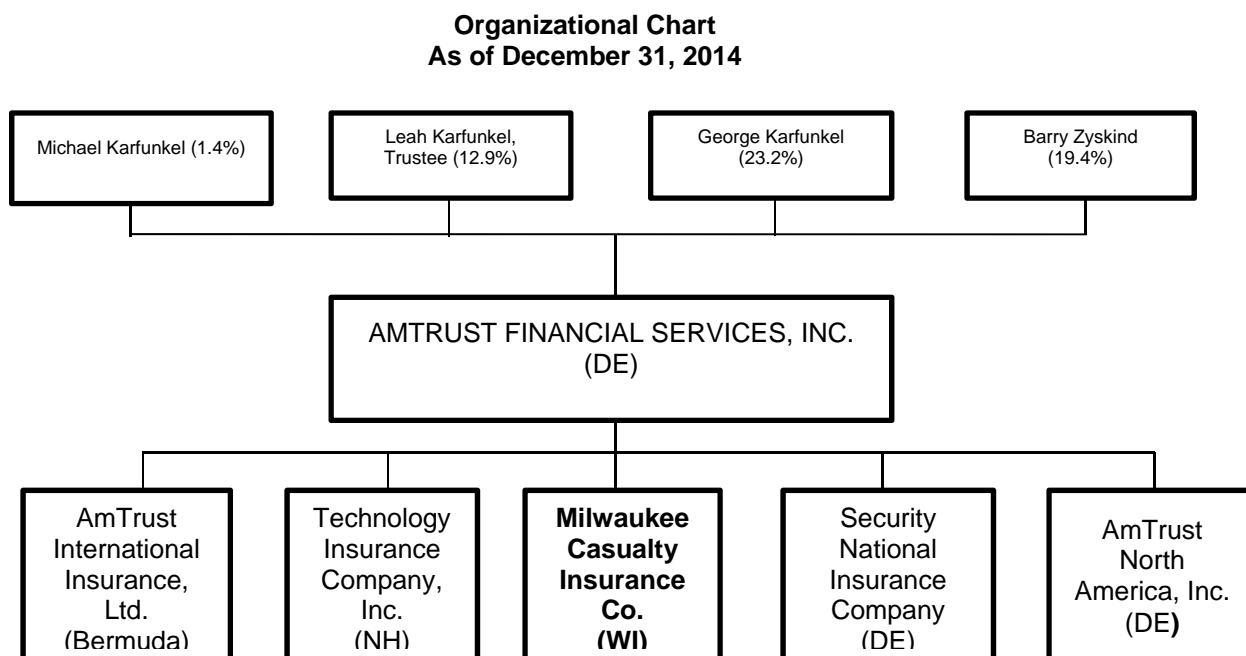 Organizational Chart
As of December 31, 2014
Michael Karfunkel (1.4%)
Leah Karfunkel,
Trustee (12.9%)
George Karfunkel
(23.2%)
Barry Zyskind
(19.4%)
AMTRUST FINANCIAL SERVICES, INC.
(DE)
AmTrust
International
Insurance,
Ltd.
(Bermuda)
Technology
Insurance
Company,
Inc.
(NH)
Milwaukee
Casualty
Insurance
Co.
(WI)
Security
National
Insurance
Company
(DE)
AmTrust
North
America, Inc.
(DE)